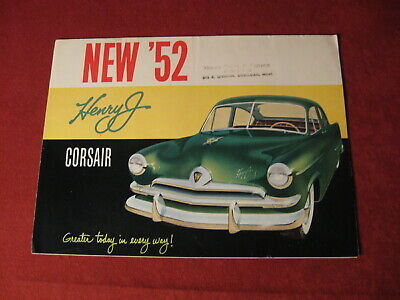 NEW '52
Henry J
CORSAIR
Greater today in every way!